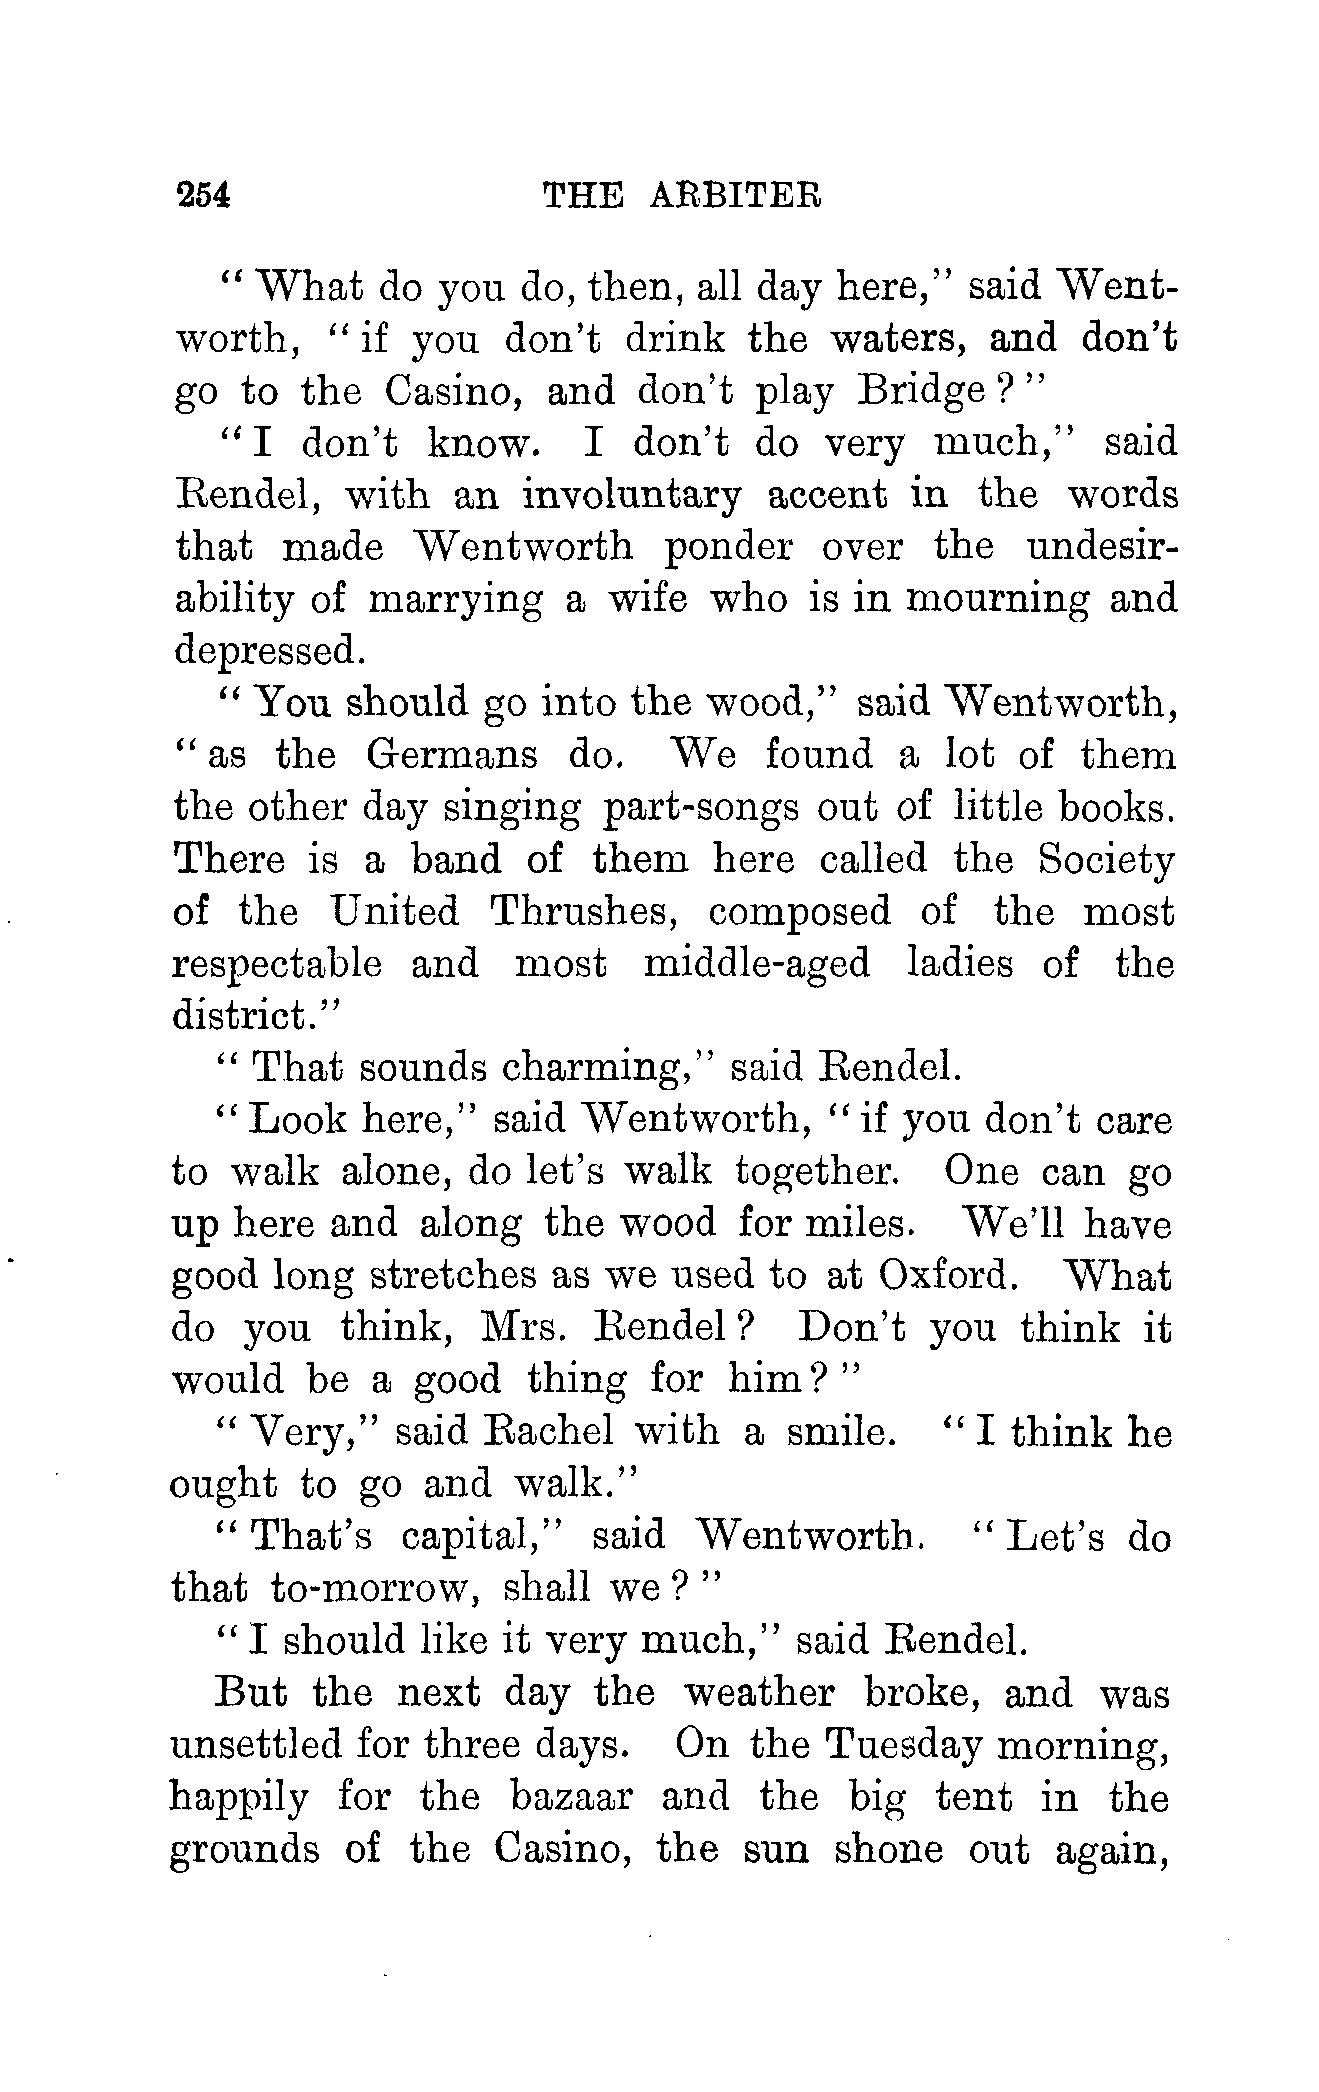 254 THE ARBITER
“ What do you do, then, all day here,” said Went-
worth, “ if you don't drink the waters, and don't
go to the Casino, and don't play Bridge ? ”
“ I don't know. I don't do very much,” said
Rendel, with an involuntary accent in the words
that made Wentworth ponder over the undesir-
ability of marrying a wife who is in mourning and
depressed.
“ You should go into the wood,” said Wentworth,
“ as the Germans do. We found a lot of them
the other day singing part-songs out of little books.
There is a band of them here called the Society
of the United Thrushes, composed of the most
respectable and most middle-aged ladies of the
district.”
“ That sounds charming,” said Rendel.
“ Look here,” said Wentworth, “ if you don't care
to walk alone, do let's walk together. One can go
up here and along the wood for miles. We'll have
good long stretches as we used to at Oxford. What
do you think, Mrs. Rendel ? Don't you think it
would be a good thing for him ? ”
“ Very,” said Rachel with a smile. “ I think he
ought to go and walk.”
“ That's capital,” said Wentworth. “ Let's do
that to-morrow, shall we ? ”
“ I should like it very much,” said Rendel.
But the next day the weather broke, and was
unsettled for three days. On the Tuesday morning,
happily for the bazaar and the big tent in the
grounds of the Casino, the sun shone out again,